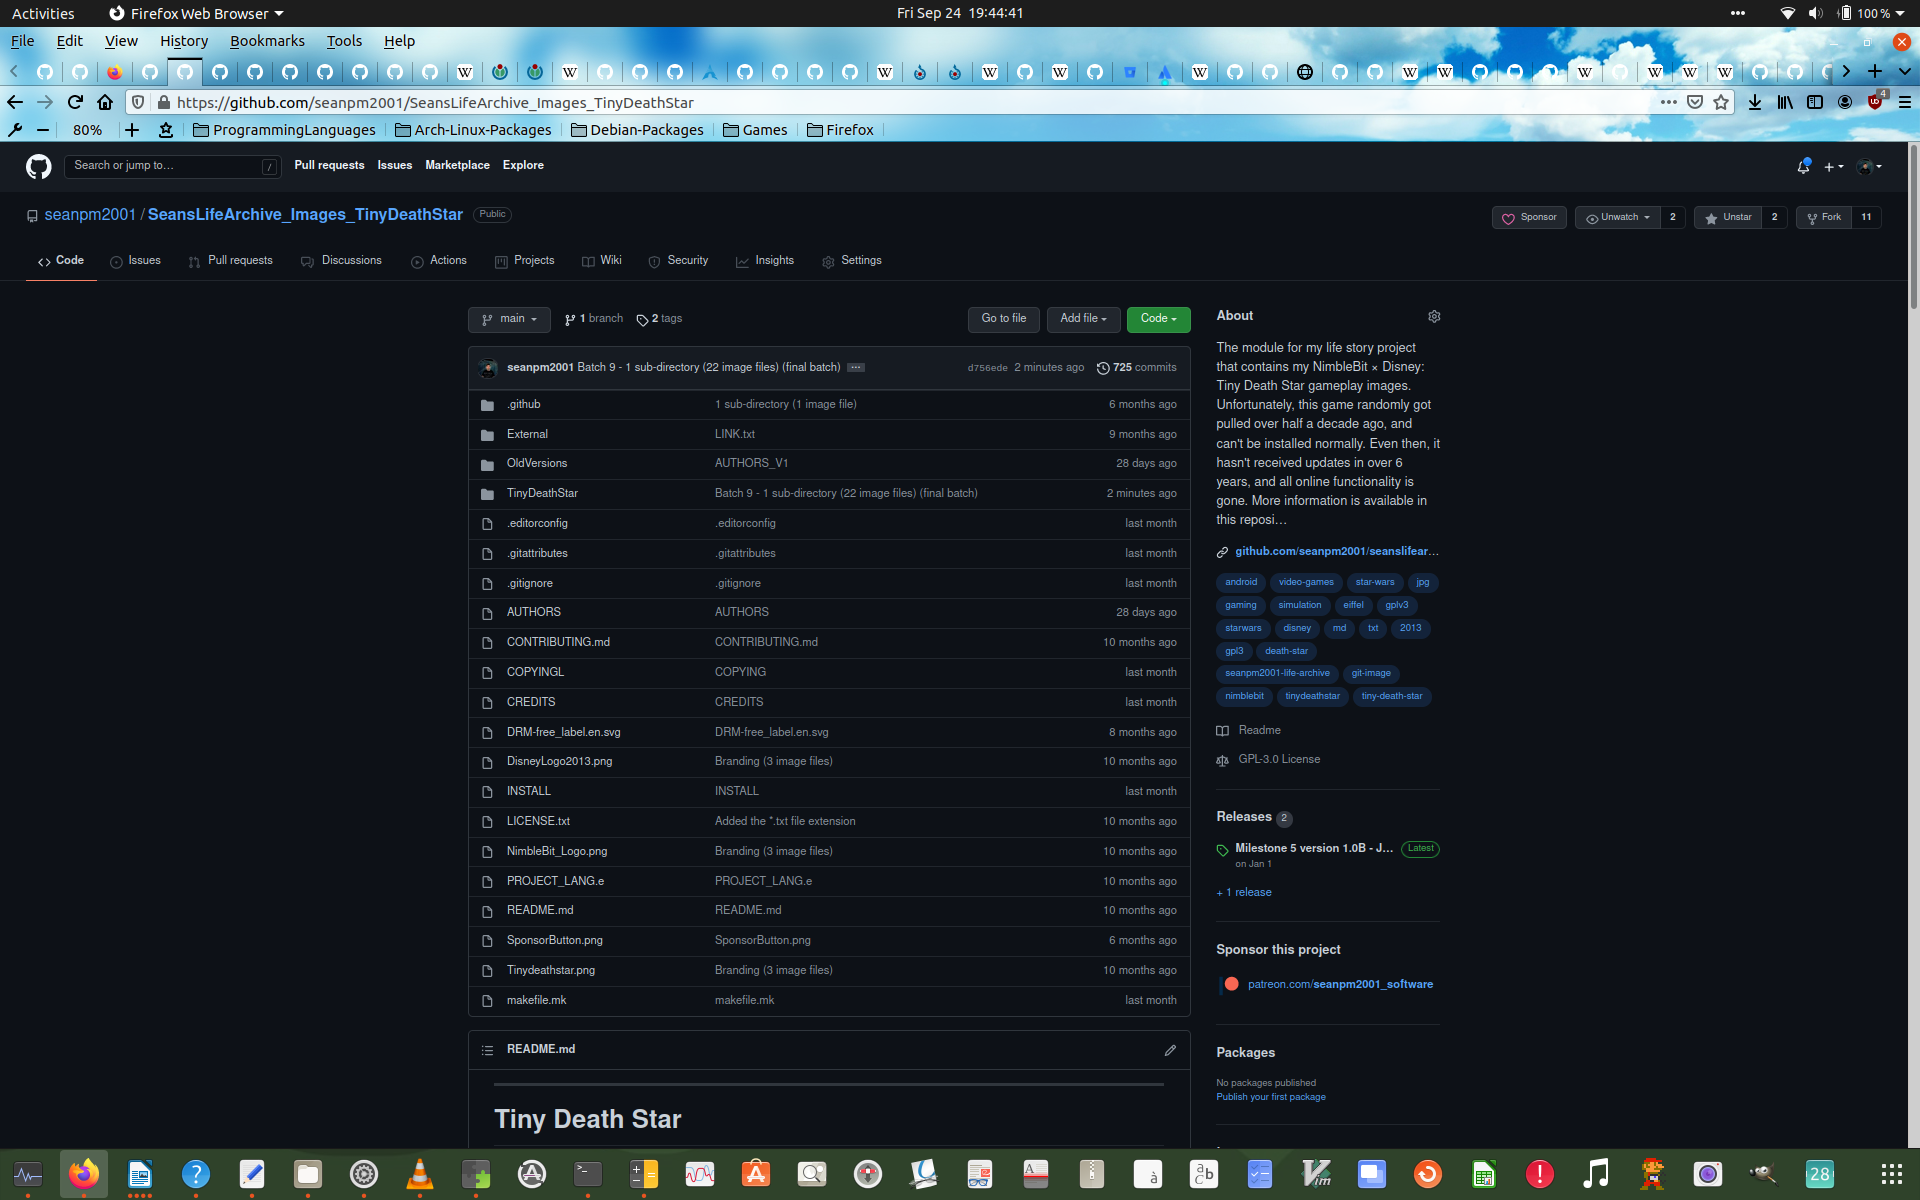 Activities Firefox Web Browser Fri Sep 24 19:44:41 100 %
File Edit View History Bookmarks Tools Help
https://github.com/seanpm2001/SeansLifeArchive_Images_TinyDeathStar 4
80% ProgrammingLanguages Arch-Linux-Packages Debian-Packages Games Firefox
Search or jump to… / Pull requests Issues Marketplace Explore
seanpm2001 / SeansLifeArchive_Images_TinyDeathStar Public Sponsor Unwatch 2 Unstar 2 Fork 11
Code Issues Pull requests Discussions Actions Projects Wiki Security Insights Settings
main 1 branch 2 tags Go to file Add file Code
seanpm2001 Batch 9 - 1 sub-directory (22 image files) (final batch) ··· d756ede 2 minutes ago 725 commits
.github 1 sub-directory (1 image file) 6 months ago
External LINK.txt 9 months ago
OldVersions AUTHORS_V1 28 days ago
TinyDeathStar Batch 9 - 1 sub-directory (22 image files) (final batch) 2 minutes ago
.editorconfig .editorconfig last month
.gitattributes .gitattributes last month
.gitignore .gitignore last month
AUTHORS AUTHORS 28 days ago
CONTRIBUTING.md CONTRIBUTING.md 10 months ago
COPYINGL COPYING last month
CREDITS CREDITS last month
DRM-free_label.en.svg DRM-free_label.en.svg 8 months ago
DisneyLogo2013.png Branding (3 image files) 10 months ago
INSTALL INSTALL last month
LICENSE.txt Added the *.txt file extension 10 months ago
NimbleBit_Logo.png Branding (3 image files) 10 months ago
PROJECT_LANG.e PROJECT_LANG.e 10 months ago
README.md README.md 10 months ago
SponsorButton.png SponsorButton.png 6 months ago
Tinydeathstar.png Branding (3 image files) 10 months ago
makefile.mk makefile.mk last month
README.md
Tiny Death Star
About
The module for my life story project
that contains my NimbleBit × Disney:
Tiny Death Star gameplay images.
Unfortunately, this game randomly got
pulled over half a decade ago, and
can't be installed normally. Even then, it
hasn't received updates in over 6
years, and all online functionality is
gone. More information is available in
this reposi…
github.com/seanpm2001/seanslifear…
android video-games star-wars jpg
gaming simulation eiffel gplv3
starwars disney md txt 2013
gpl3 death-star
seanpm2001-life-archive git-image
nimblebit tinydeathstar tiny-death-star
Readme
GPL-3.0 License
Releases 2
Milestone 5 version 1.0B - J... Latest
on Jan 1
+ 1 release
Sponsor this project
patreon.com/seanpm2001_software
Packages
No packages published
Publish your first package
28